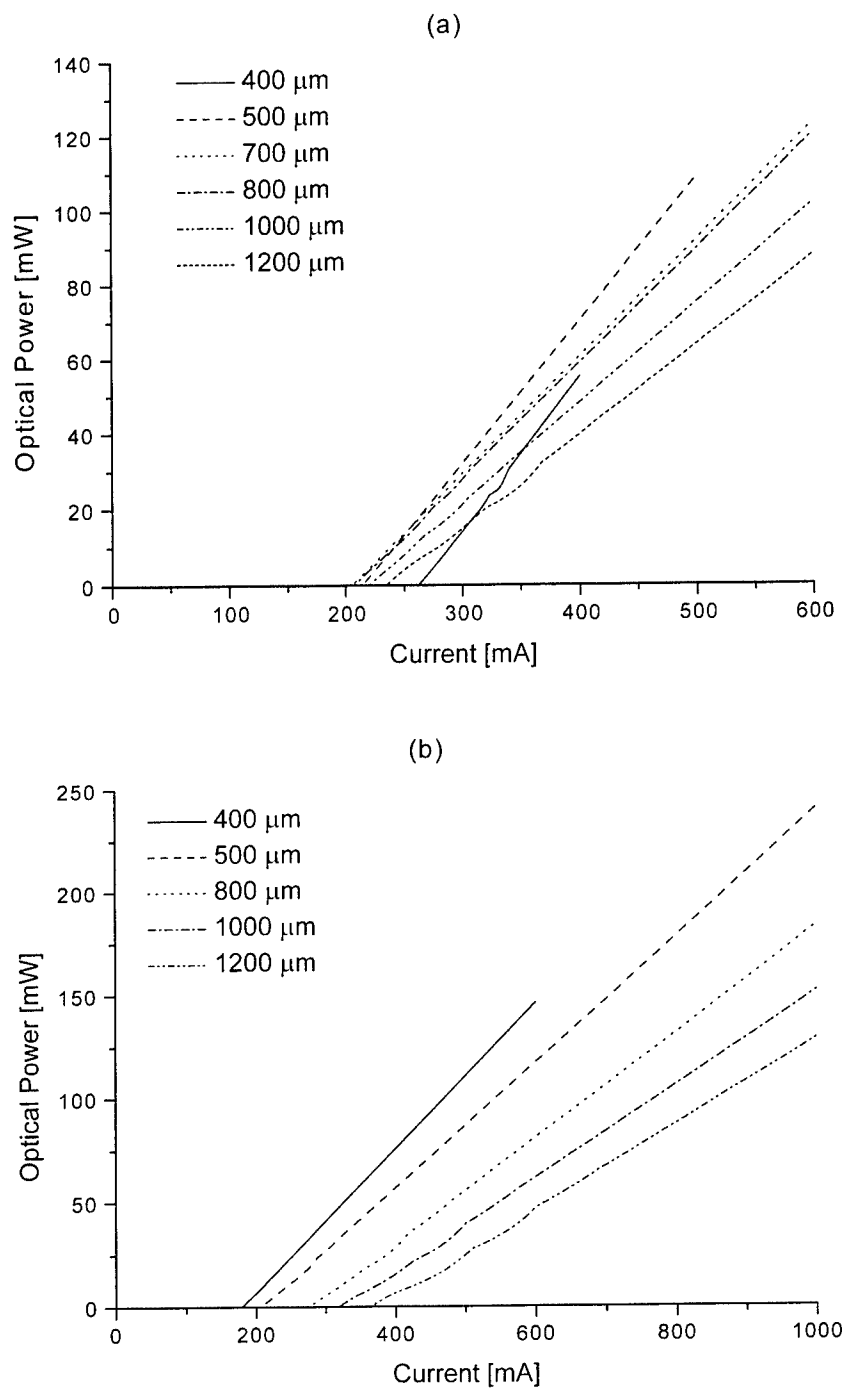 (a)
140
120
100
80
60
40
20
0
Optical Power [mW]
400 μm
500 μm
700 μm
800 μm
1000 μm
1200 μm
0 100 200 300 400 500 600
Current [mA]
(b)
250
200
150
100
50
0
Optical Power [mW]
400 μm
500 μm
800 μm
1000 μm
1200 μm
0 200 400 600 800 1000
Current [mA]